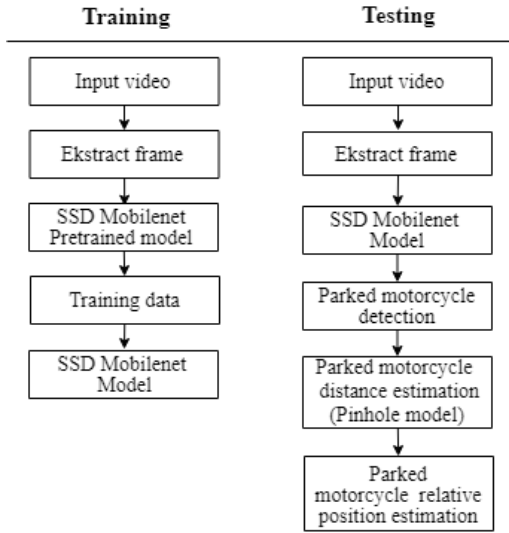 Training
Input video
Ekstract frame
SSD Mobilenet
Pretrained model
Training data
SSD Mobilenet
Model
Testing
Input video
Ekstract frame
SSD Mobilenet
Model
Parked motorcycle
detection
Parked motorcycle
distance estimation
(Pinhole model)
Parked
motorcycle relative
position estimation